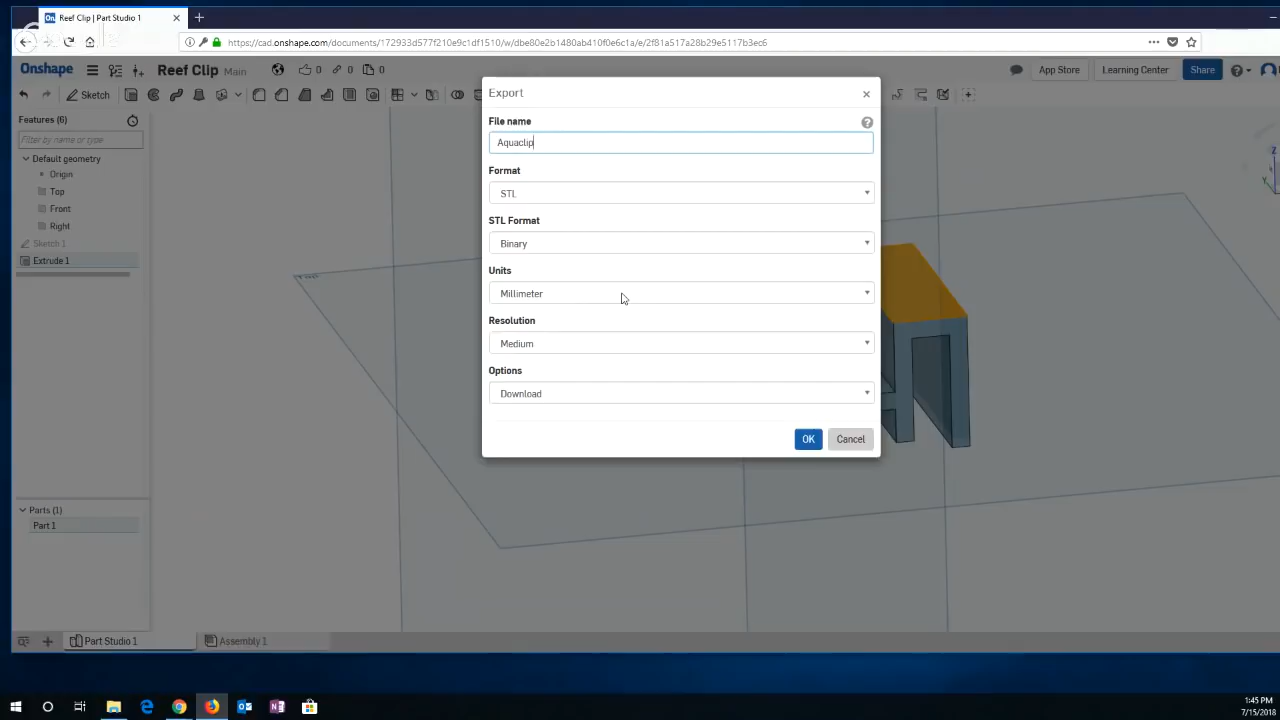 Reef Clip | Part Studio 1
https://cad.onshape.com/documents/172933d577f210e9c1df1510/w/dbe80e2b1480ab410f0e6c1a/e/2f81a517a28b29e5117b3ec6
Onshape
Reef Clip Main
0 0 0
App Store
Learning Center
Share
Sketch
Features (6)
Filter by name or type
Default geometry
Origin
Top
Front
Right
Sketch 1
Extrude 1
Parts (1)
Part 1
Export
File name
Aquaclip
Format
STL
STL Format
Binary
Units
Millimeter
Resolution
Medium
Options
Download
OK
Cancel
Z
Y
Part Studio 1
Assembly 1
1:45 PM
7/15/2018